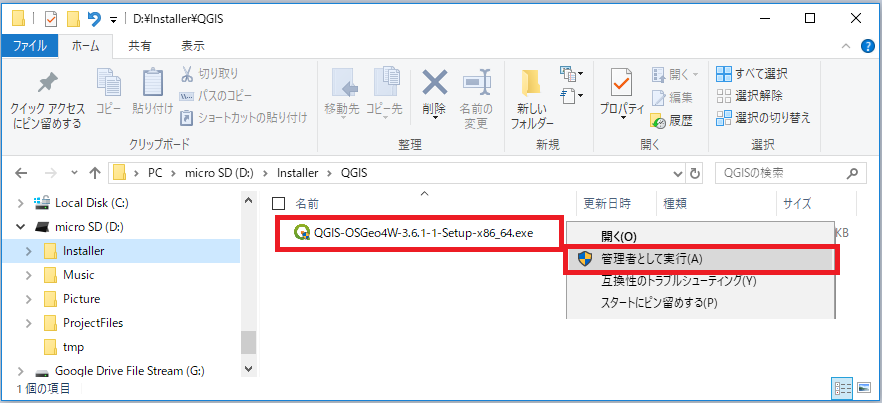 D:¥Installer¥QGIS
ファイル ホーム 共有 表示
クイック アクセス
にピン留めする
コピー
貼り付け
切り取り
パスのコピー
ショートカットの貼り付け
クリップボード
移動先
コピー先
削除
名前の
変更
整理
新しい
フォルダー
新規
プロパティ
開く
編集
履歴
開く
すべて選択
選択解除
選択の切り替え
選択
PC › micro SD (D:) › Installer › QGIS
QGISの検索
Local Disk (C:)
micro SD (D:)
Installer
Music
Picture
ProjectFiles
tmp
Google Drive File Stream (G:)
名前 更新日時 種類 サイズ
QGIS-OSGeo4W-3.6.1-1-Setup-x86_64.exe
KB
開く(O)
管理者として実行(A)
互換性のトラブルシューティング(Y)
スタートにピン留めする(P)
1 個の項目